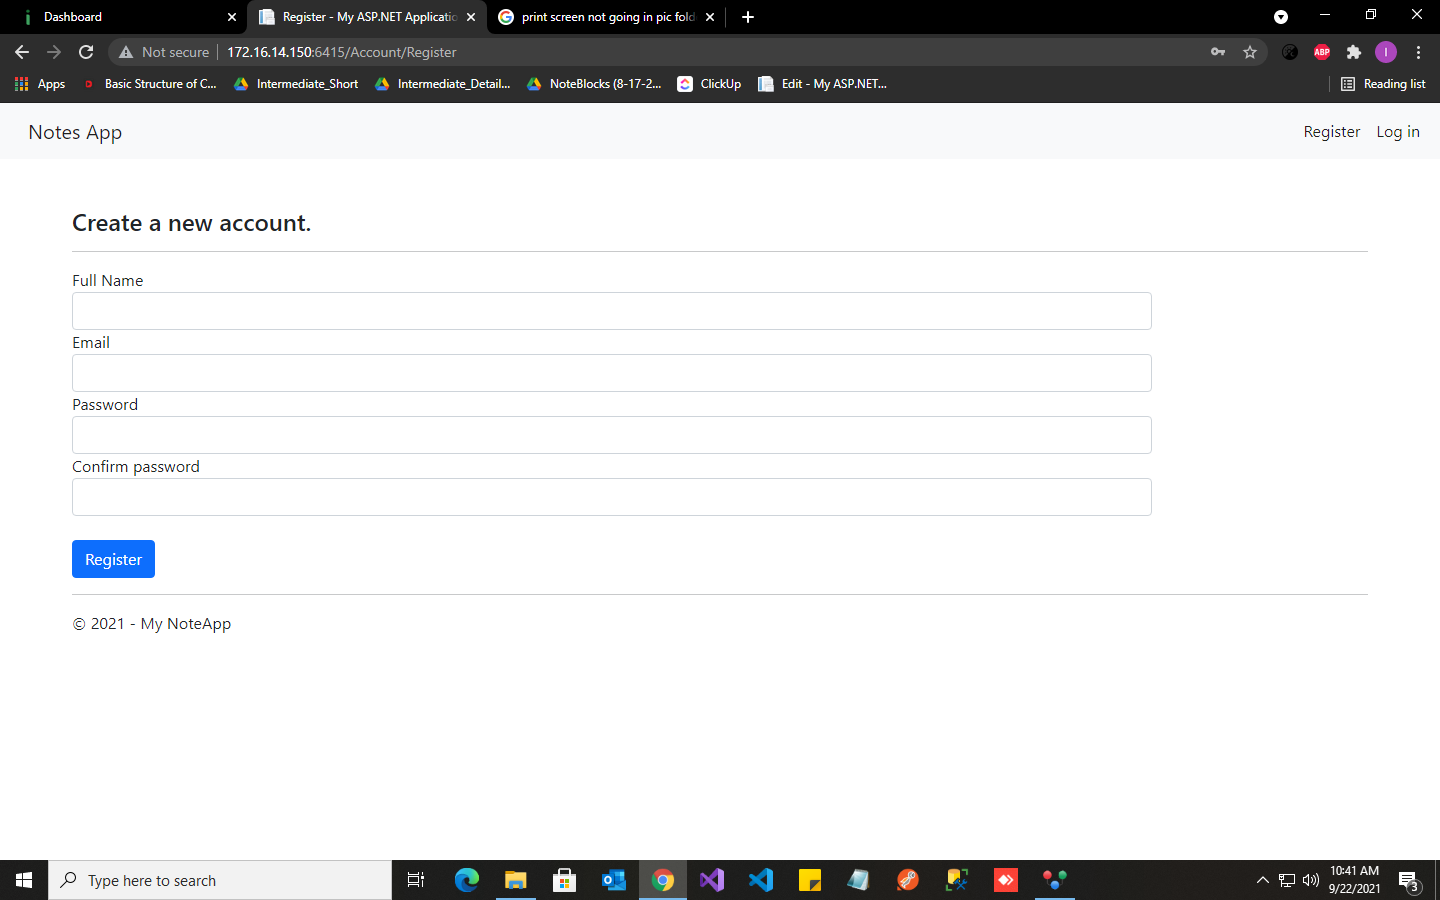 Dashboard
Register - My ASP.NET Applicatio
print screen not going in pic fold
Not secure
172.16.14.150:6415/Account/Register
ABP
I
Apps
Basic Structure of C...
Intermediate_Short
Intermediate_Detail...
NoteBlocks (8-17-2...
ClickUp
Edit - My ASP.NET...
Reading list
Notes App
Register
Log in
Create a new account.
Full Name
Email
Password
Confirm password
Register
© 2021 - My NoteApp
Type here to search
10:41 AM
9/22/2021
3